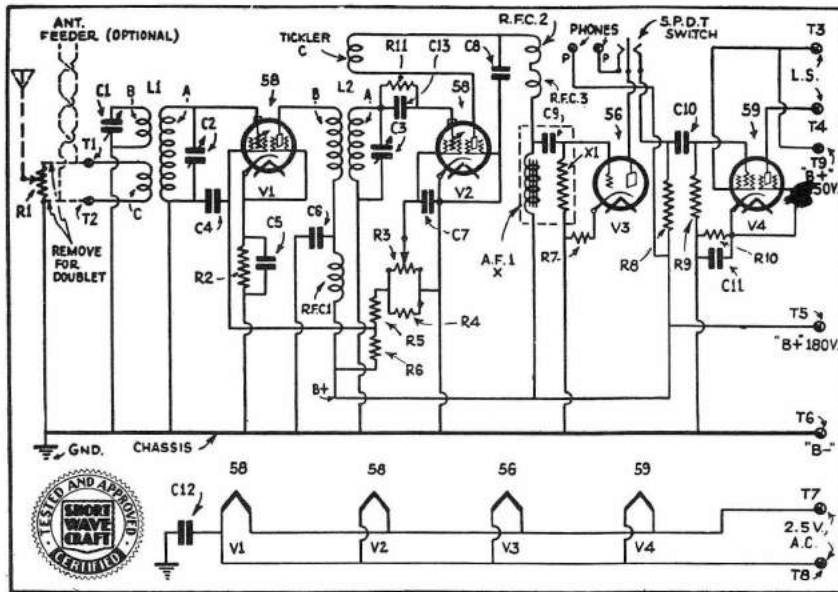 ANT.
FEEDER (OPTIONAL)
TICKLER
C
R.F.C.2
PHONES
S.P.D.T
SWITCH
T3
L.S.
T4
T9
"B+"
50V.
C1
B
L1
A
58
R11
C13
C8
B
L2
A
58
R.F.C.3
P
P
C9
56
C10
59
T1
C2
C3
X1
R1
T2
C
V1
V2
V3
V4
C4
C5
C6
C7
REMOVE
FOR
DOUBLET
R2
R3
A.F.1
X
R7
R8
R9
R10
C11
R.F.C.1
R4
R5
R6
T5
"B+" 180V.
B+
T6
"B-"
GND.
CHASSIS
58
58
56
59
C12
T7
2.5 V.,
A.C.
T8
V1
V2
V3
V4
TESTED AND APPROVED
SHORT
WAVE
CRAFT
CERTIFIED